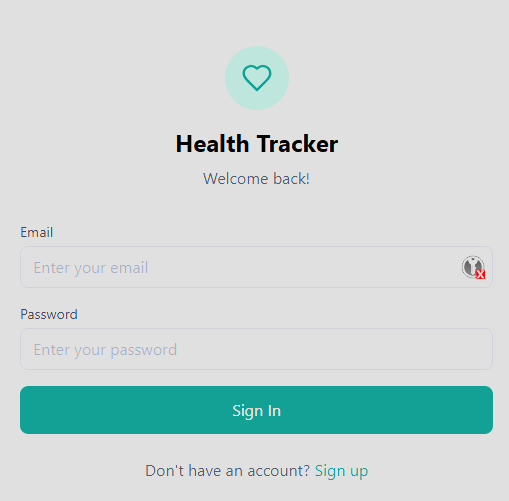 Health Tracker
Welcome back!
Email
Enter your email
Password
Enter your password
Sign In
Don't have an account? Sign up